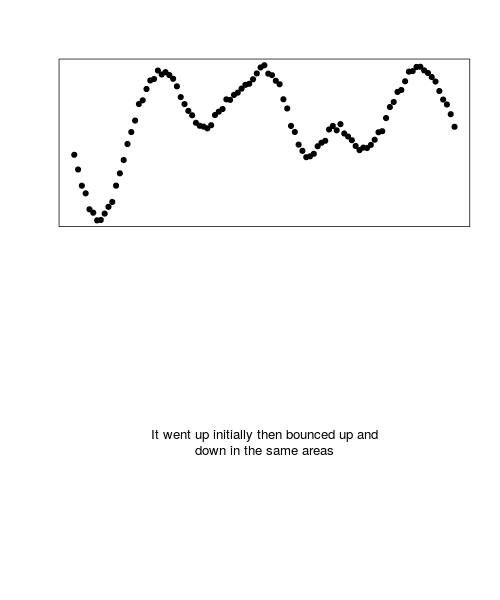 It went up initially then bounced up and
down in the same areas